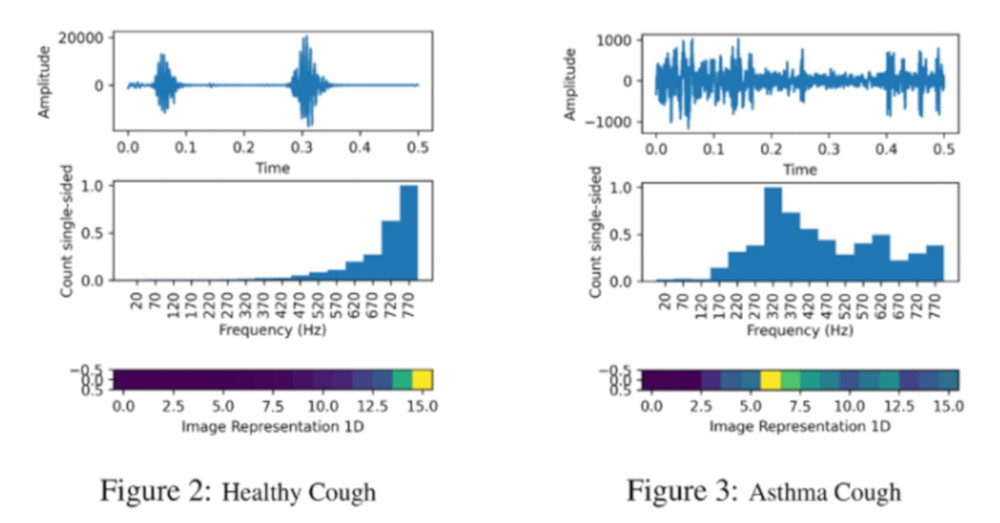 20000
0
Amplitude
0.0 0.1 0.2 0.3 0.4 0.5
Time
1.0
0.5
0.0
Count single-sided
20 70 120 170 220 270 320 370 420 470 520 570 620 670 720 770
Frequency (Hz)
−0.5
0.0
0.5
0.0 2.5 5.0 7.5 10.0 12.5 15.0
Image Representation 1D
Figure 2: Healthy Cough
1000
0
−1000
Amplitude
0.0 0.1 0.2 0.3 0.4 0.5
Time
1.0
0.5
0.0
Count single-sided
20 70 120 170 220 270 320 370 420 470 520 570 620 670 720 770
Frequency (Hz)
−0.5
0.0
0.5
0.0 2.5 5.0 7.5 10.0 12.5 15.0
Image Representation 1D
Figure 3: Asthma Cough